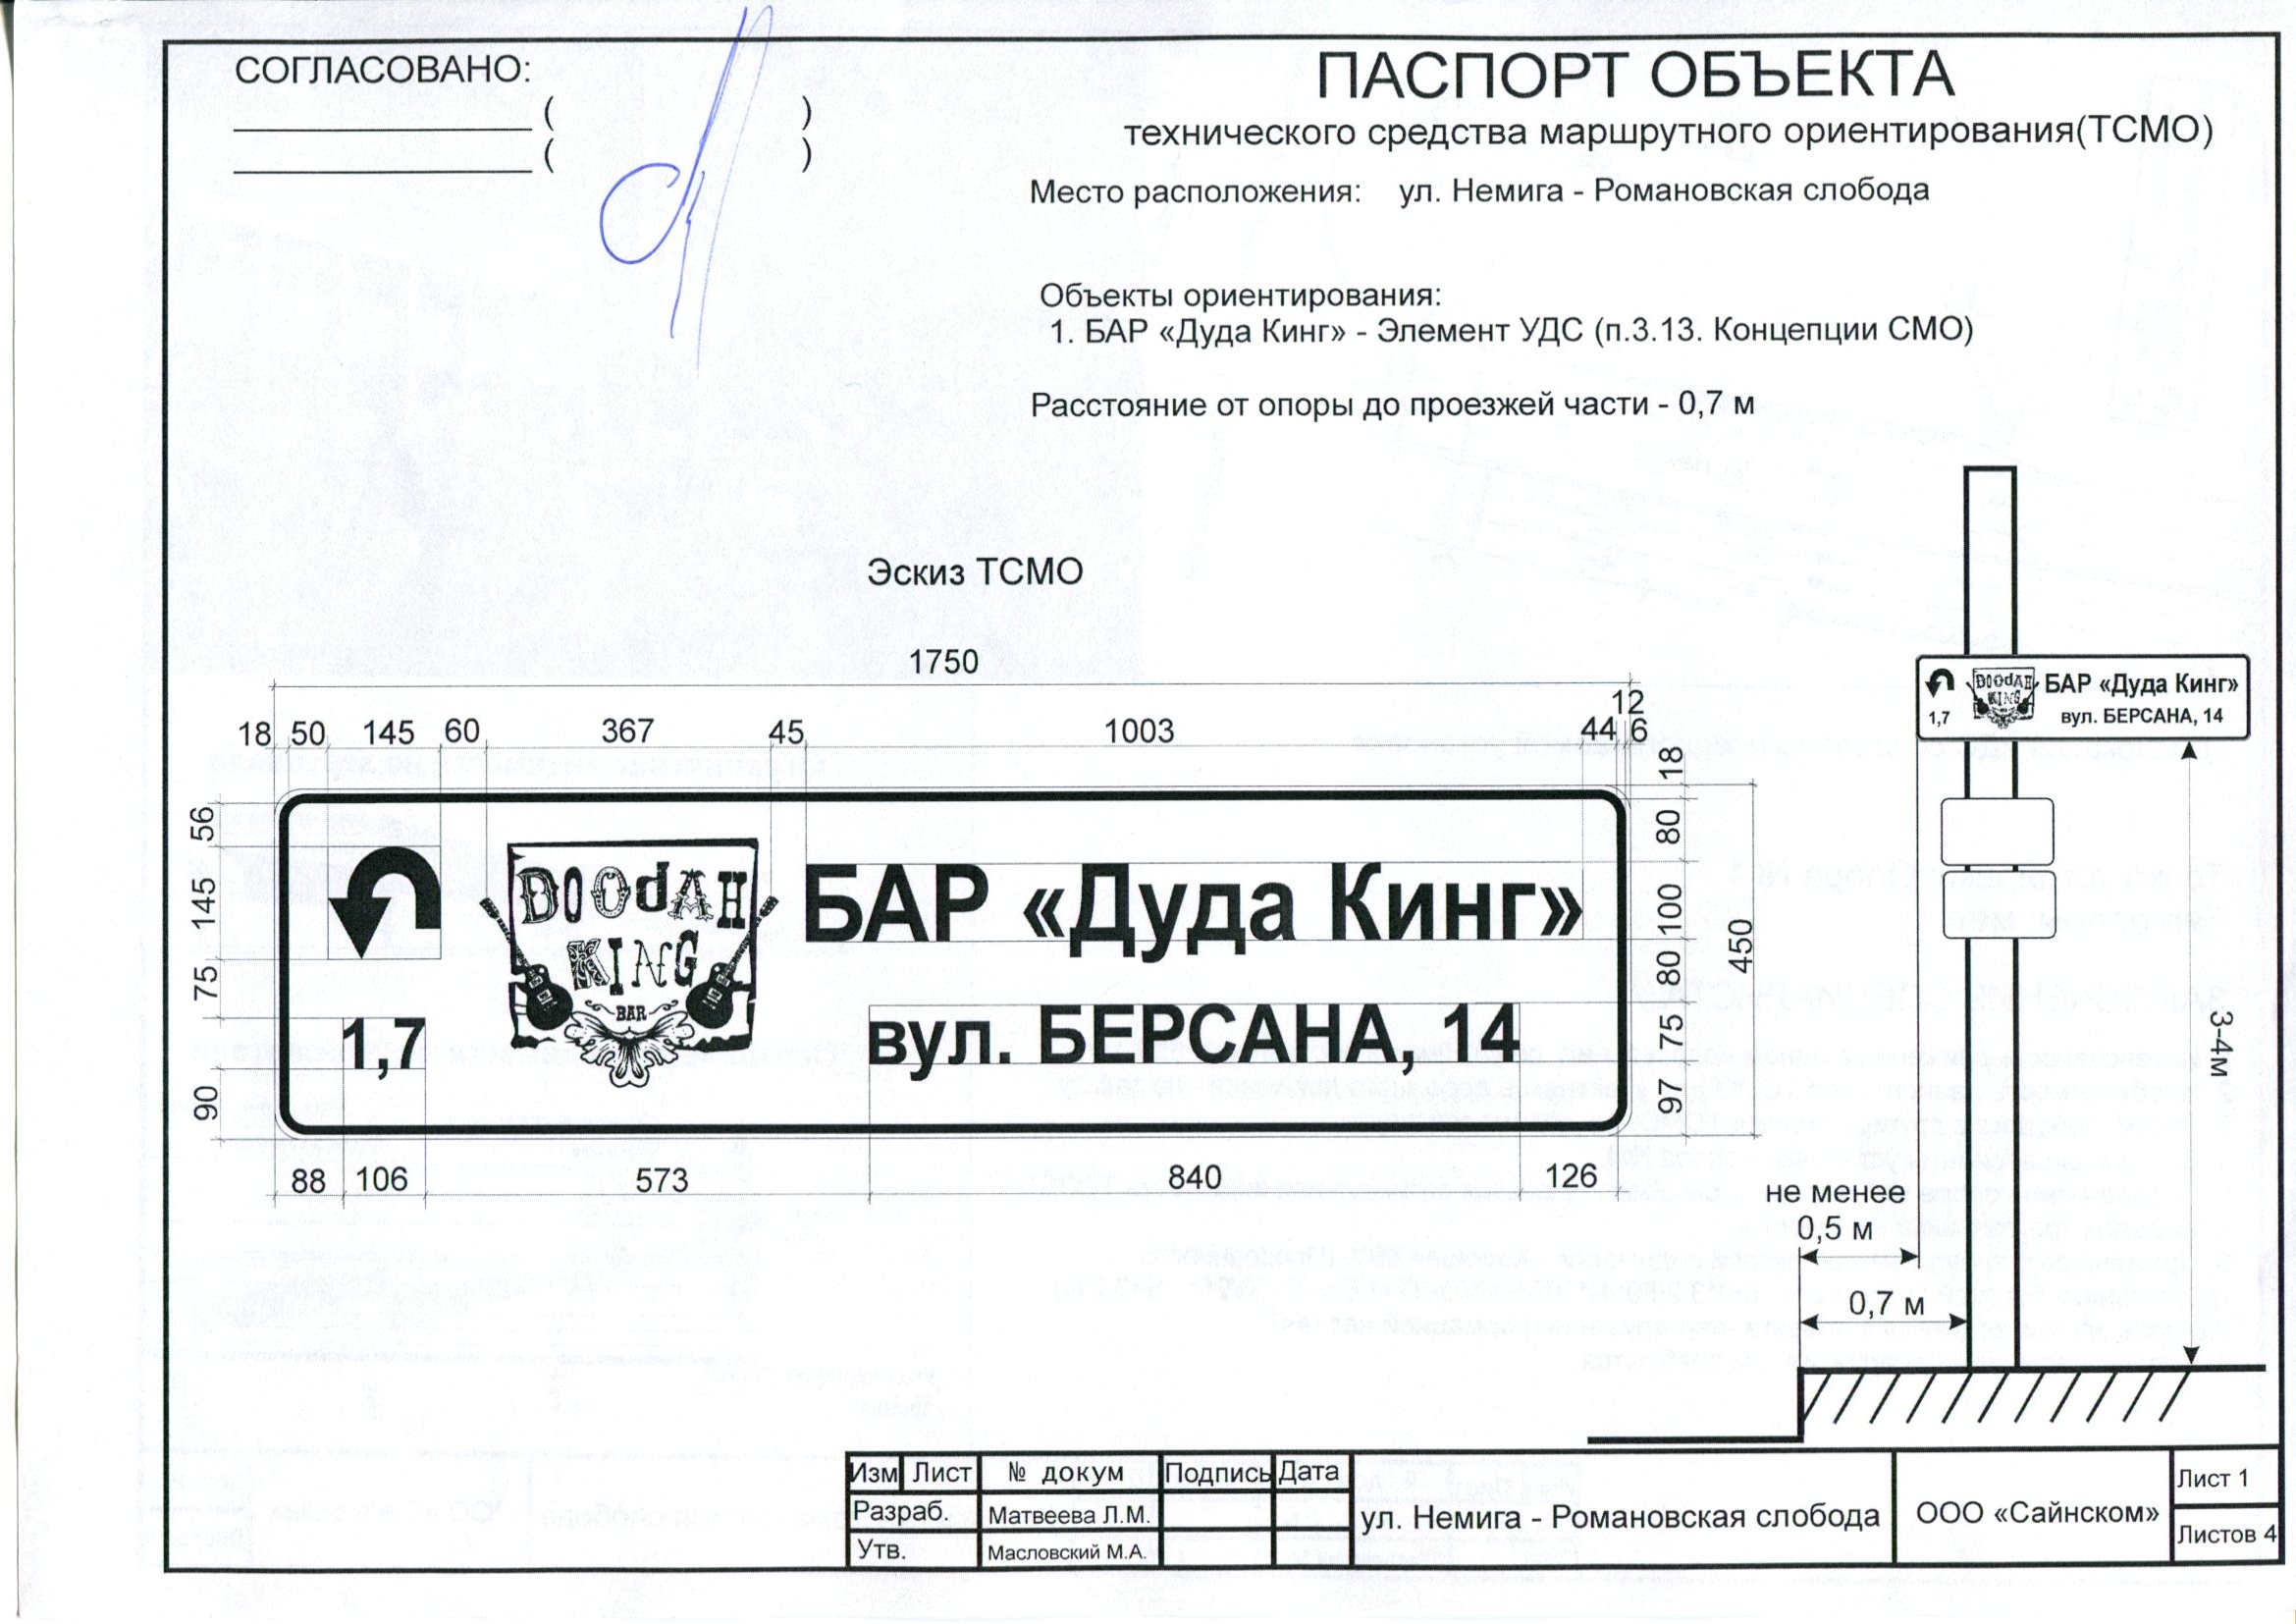 СОГЛАСОВАНО:
( )
( )
ПАСПОРТ ОБЪЕКТА
технического средства маршрутного ориентирования(ТСМО)
Место расположения: ул. Немига - Романовская слобода
Объекты ориентирования:
1. БАР «Дуда Кинг» - Элемент УДС (п.3.13. Концепции СМО)
Расстояние от опоры до проезжей части - 0,7 м
Эскиз ТСМО
1750
12
18 50 145 60 367 45 1003 44 6
18
56
145
75
90
DOODAH
KING
BAR
БАР «Дуда Кинг»
1,7
вул. БЕРСАНА, 14
80
100
80
75
97
450
88 106 573 840 126
DOODAH
KING
БАР «Дуда Кинг»
1,7
вул. БЕРСАНА, 14
3-4м
не менее
0,5 м
0,7 м
Изм Лист № докум Подпись Дата
Разраб. Матвеева Л.М.
Утв. Масловский М.А.
ул. Немига - Романовская слобода
ООО «Сайнском»
Лист 1
Листов 4